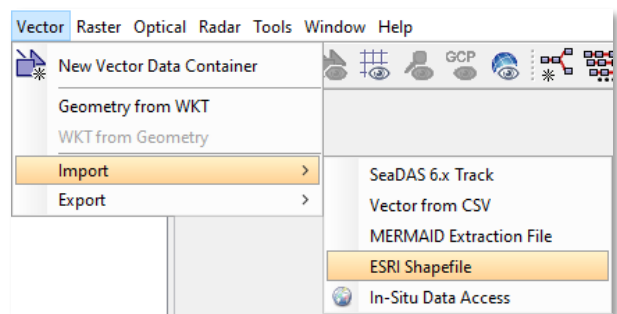 Vector Raster Optical Radar Tools Window Help
New Vector Data Container
GCP
Geometry from WKT
WKT from Geometry
Import
SeaDAS 6.x Track
Export
Vector from CSV
MERMAID Extraction File
ESRI Shapefile
In-Situ Data Access